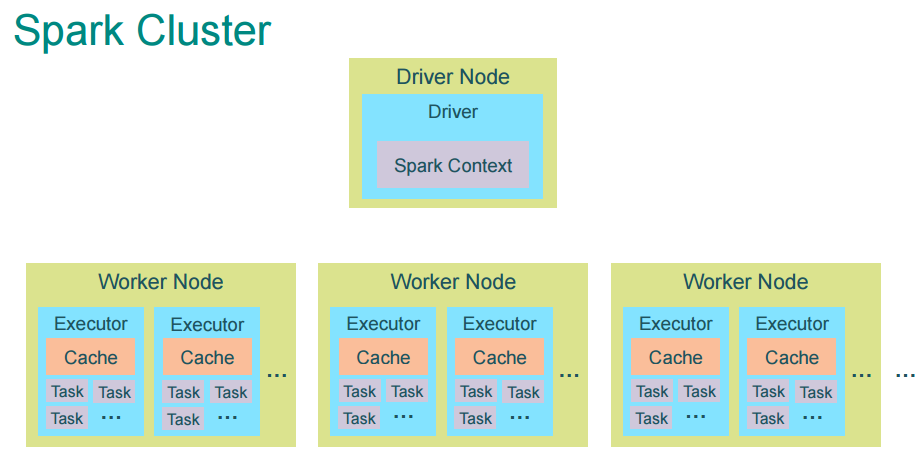 Spark Cluster
Driver Node
Driver
Spark Context
Worker Node
Executor
Cache
Task Task
Task ...
Executor
Cache
Task Task
Task ...
...
Worker Node
Executor
Cache
Task Task
Task ...
Executor
Cache
Task Task
Task ...
...
Worker Node
Executor
Cache
Task Task
Task ...
Executor
Cache
Task Task
Task ...
...
...